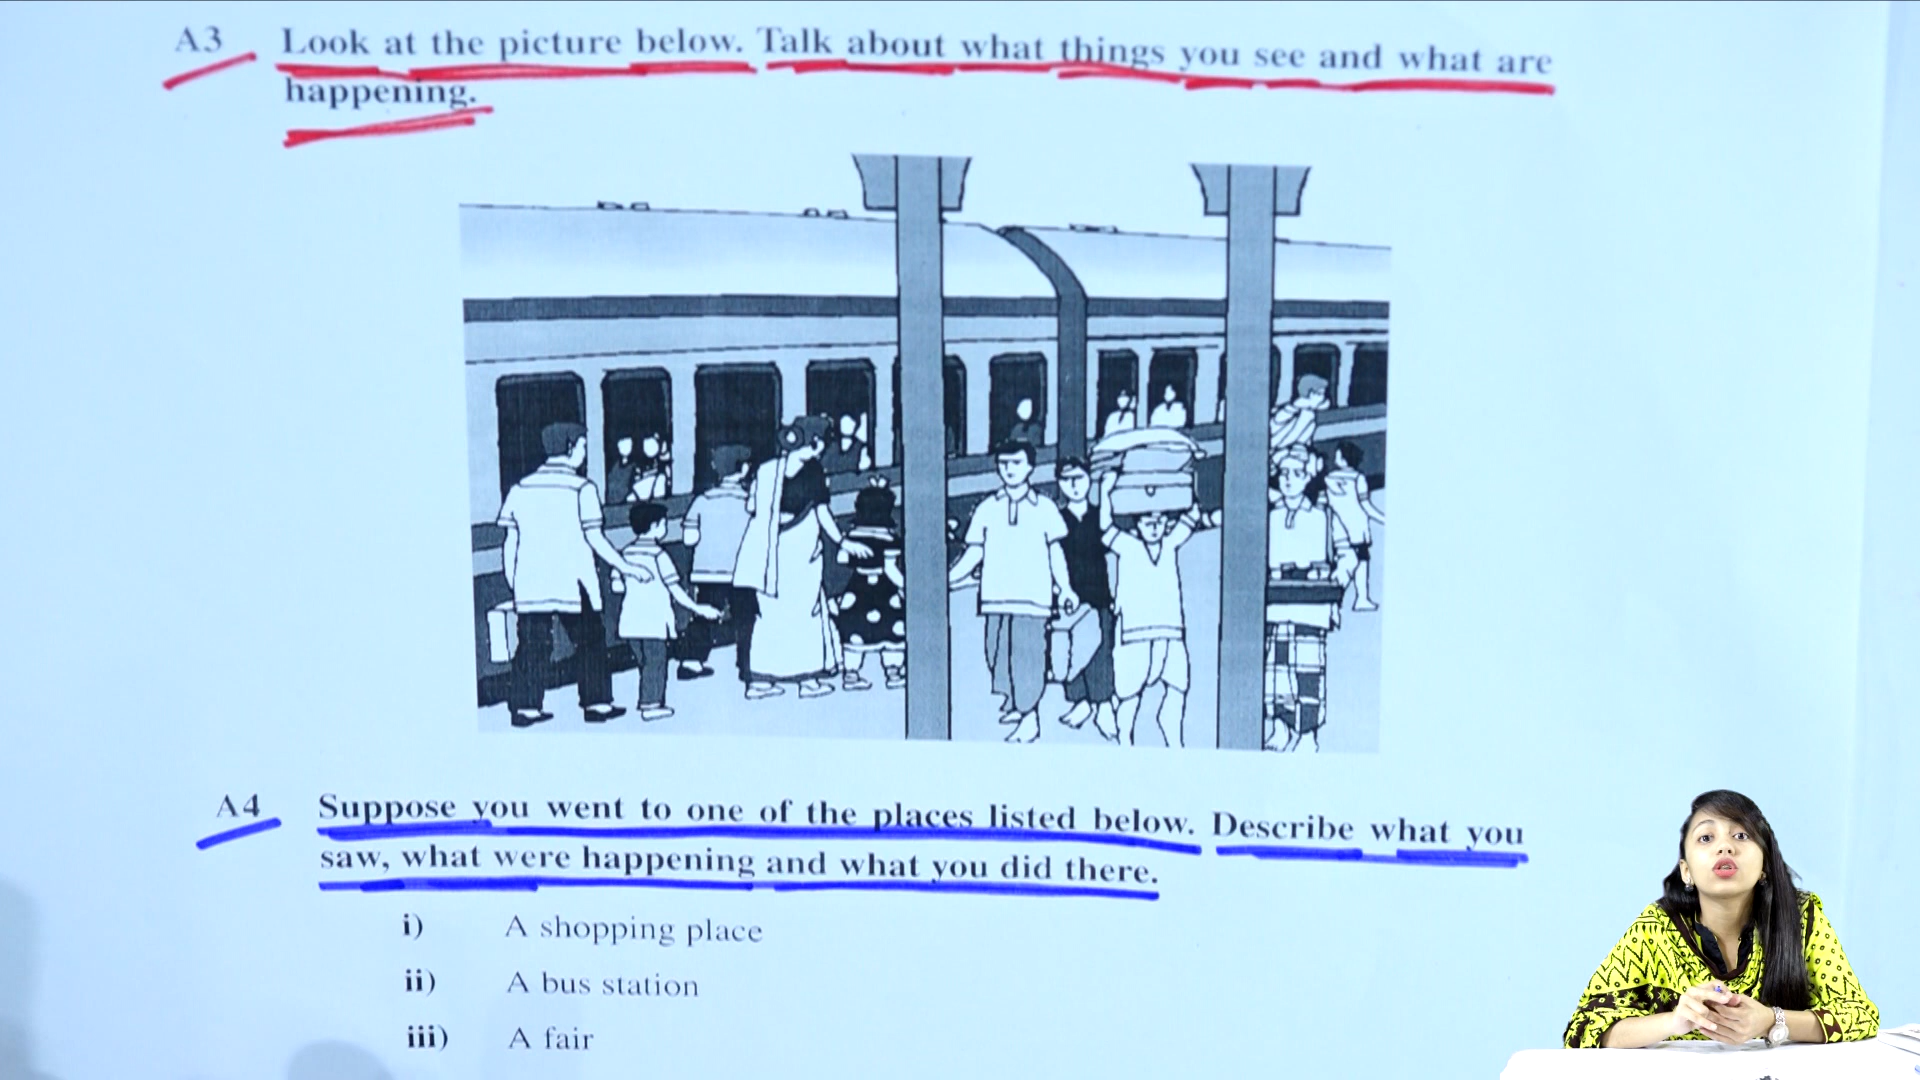 A3 Look at the picture below. Talk about what things you see and what are
happening.
A4 Suppose you went to one of the places listed below. Describe what you
saw, what were happening and what you did there.
i) A shopping place
ii) A bus station
iii) A fair